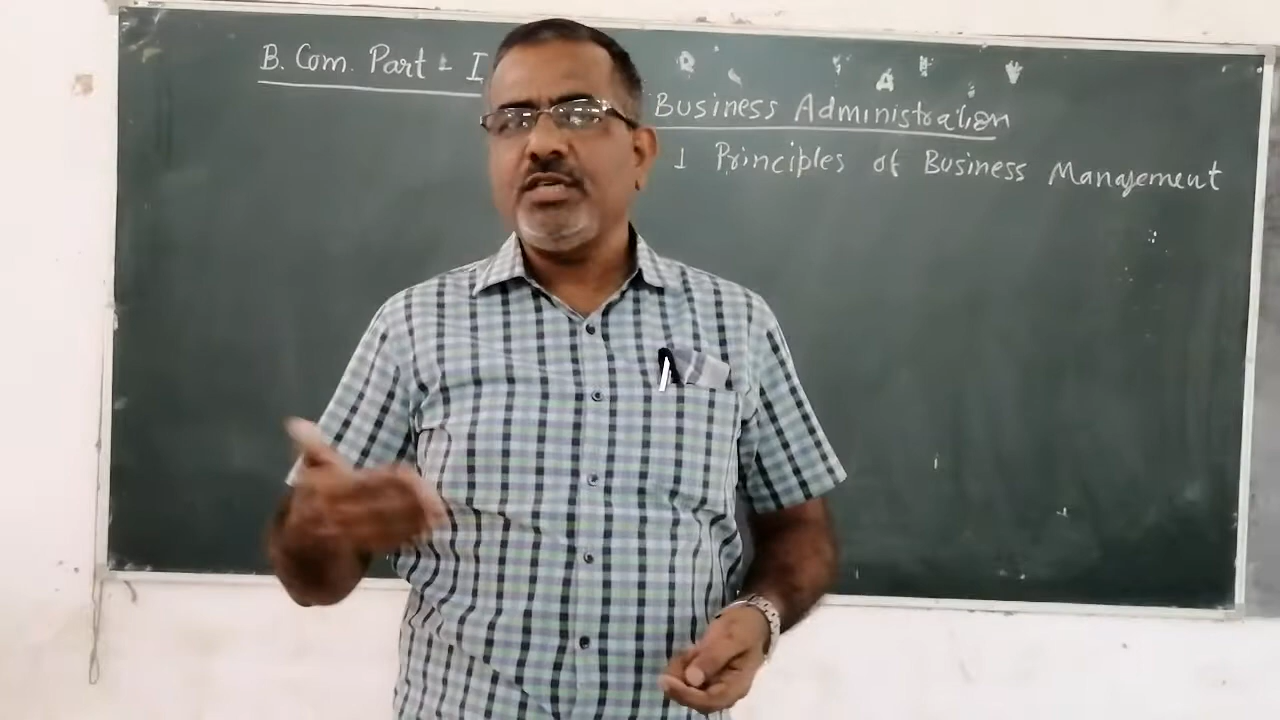 B. Com. Part - I
Business Administration
1 Principles of Business Management